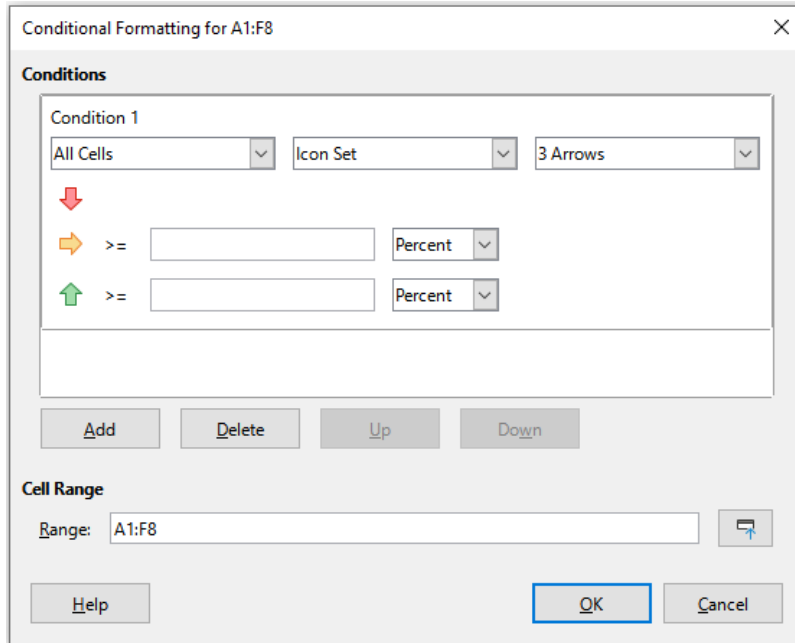 Conditional Formatting for A1:F8
Conditions
Condition 1
All Cells Icon Set 3 Arrows
>= Percent
>= Percent
Add Delete Up Down
Cell Range
Range: A1:F8
Help OK Cancel